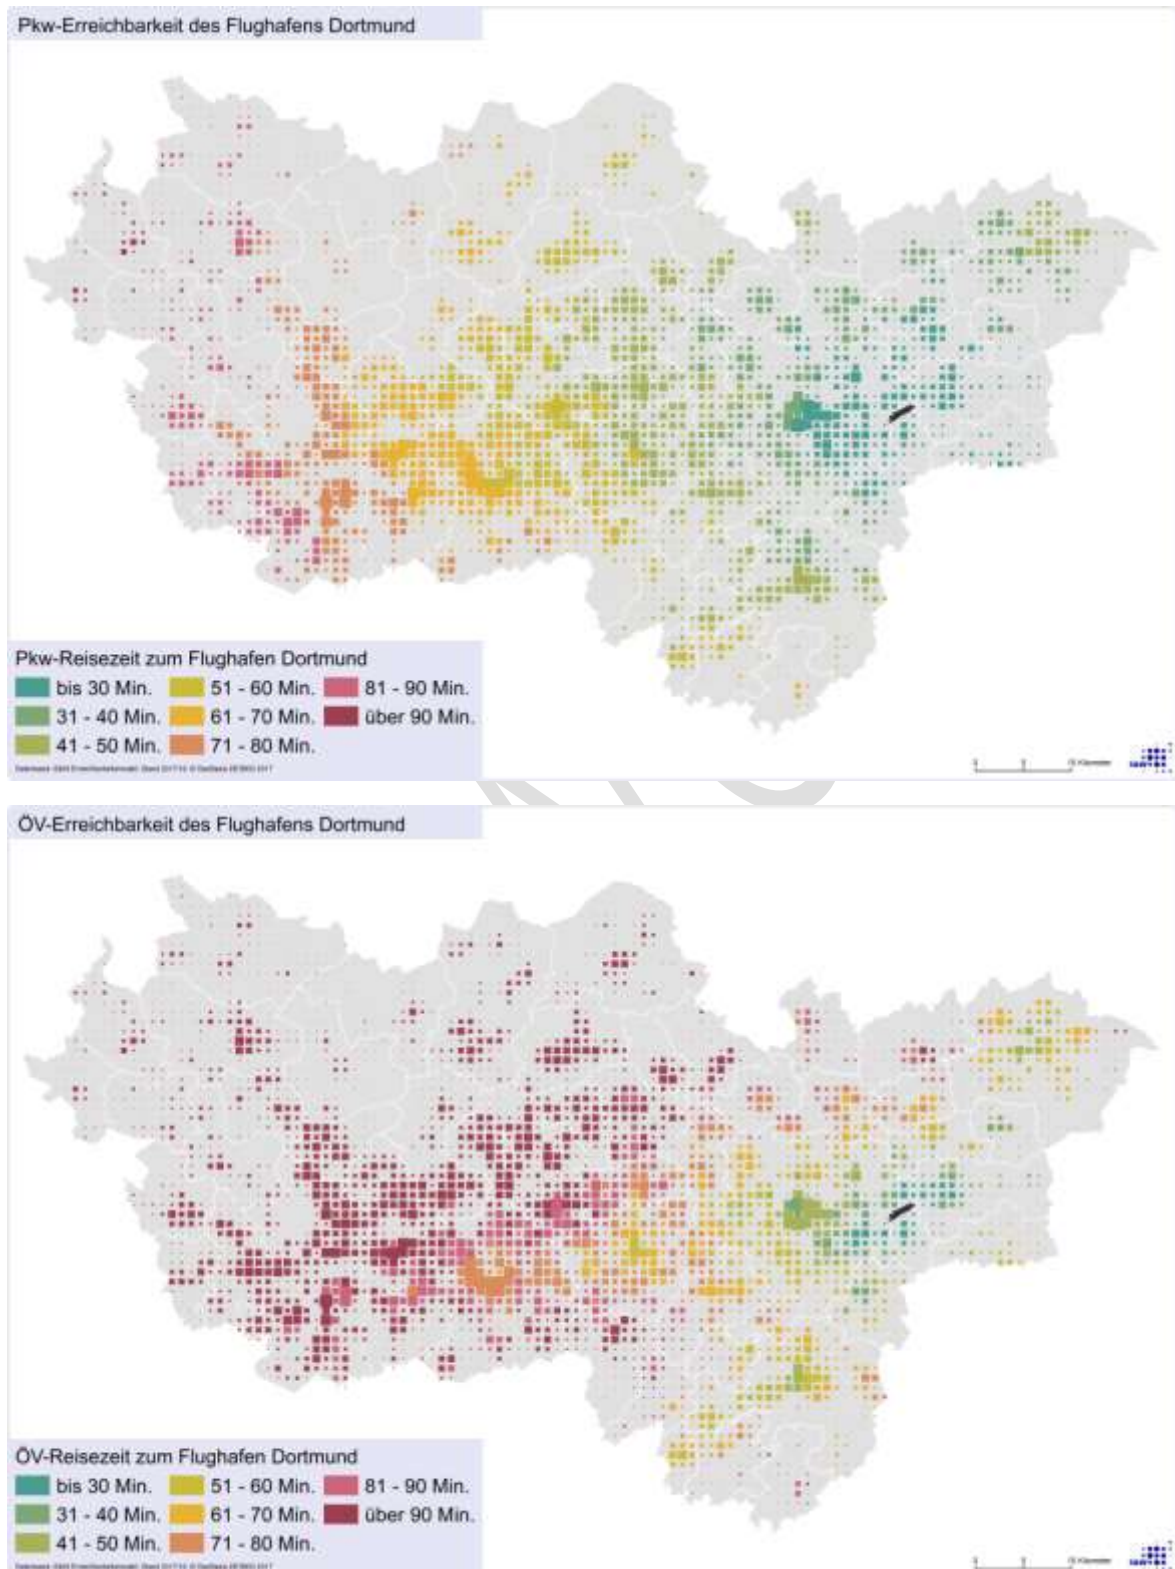 Pkw-Erreichbarkeit des Flughafens Dortmund
Pkw-Reisezeit zum Flughafen Dortmund
bis 30 Min. 51 - 60 Min. 81 - 90 Min.
31 - 40 Min. 61 - 70 Min. über 90 Min.
41 - 50 Min. 71 - 80 Min.
ÖV-Erreichbarkeit des Flughafens Dortmund
ÖV-Reisezeit zum Flughafen Dortmund
bis 30 Min. 51 - 60 Min. 81 - 90 Min.
31 - 40 Min. 61 - 70 Min. über 90 Min.
41 - 50 Min. 71 - 80 Min.